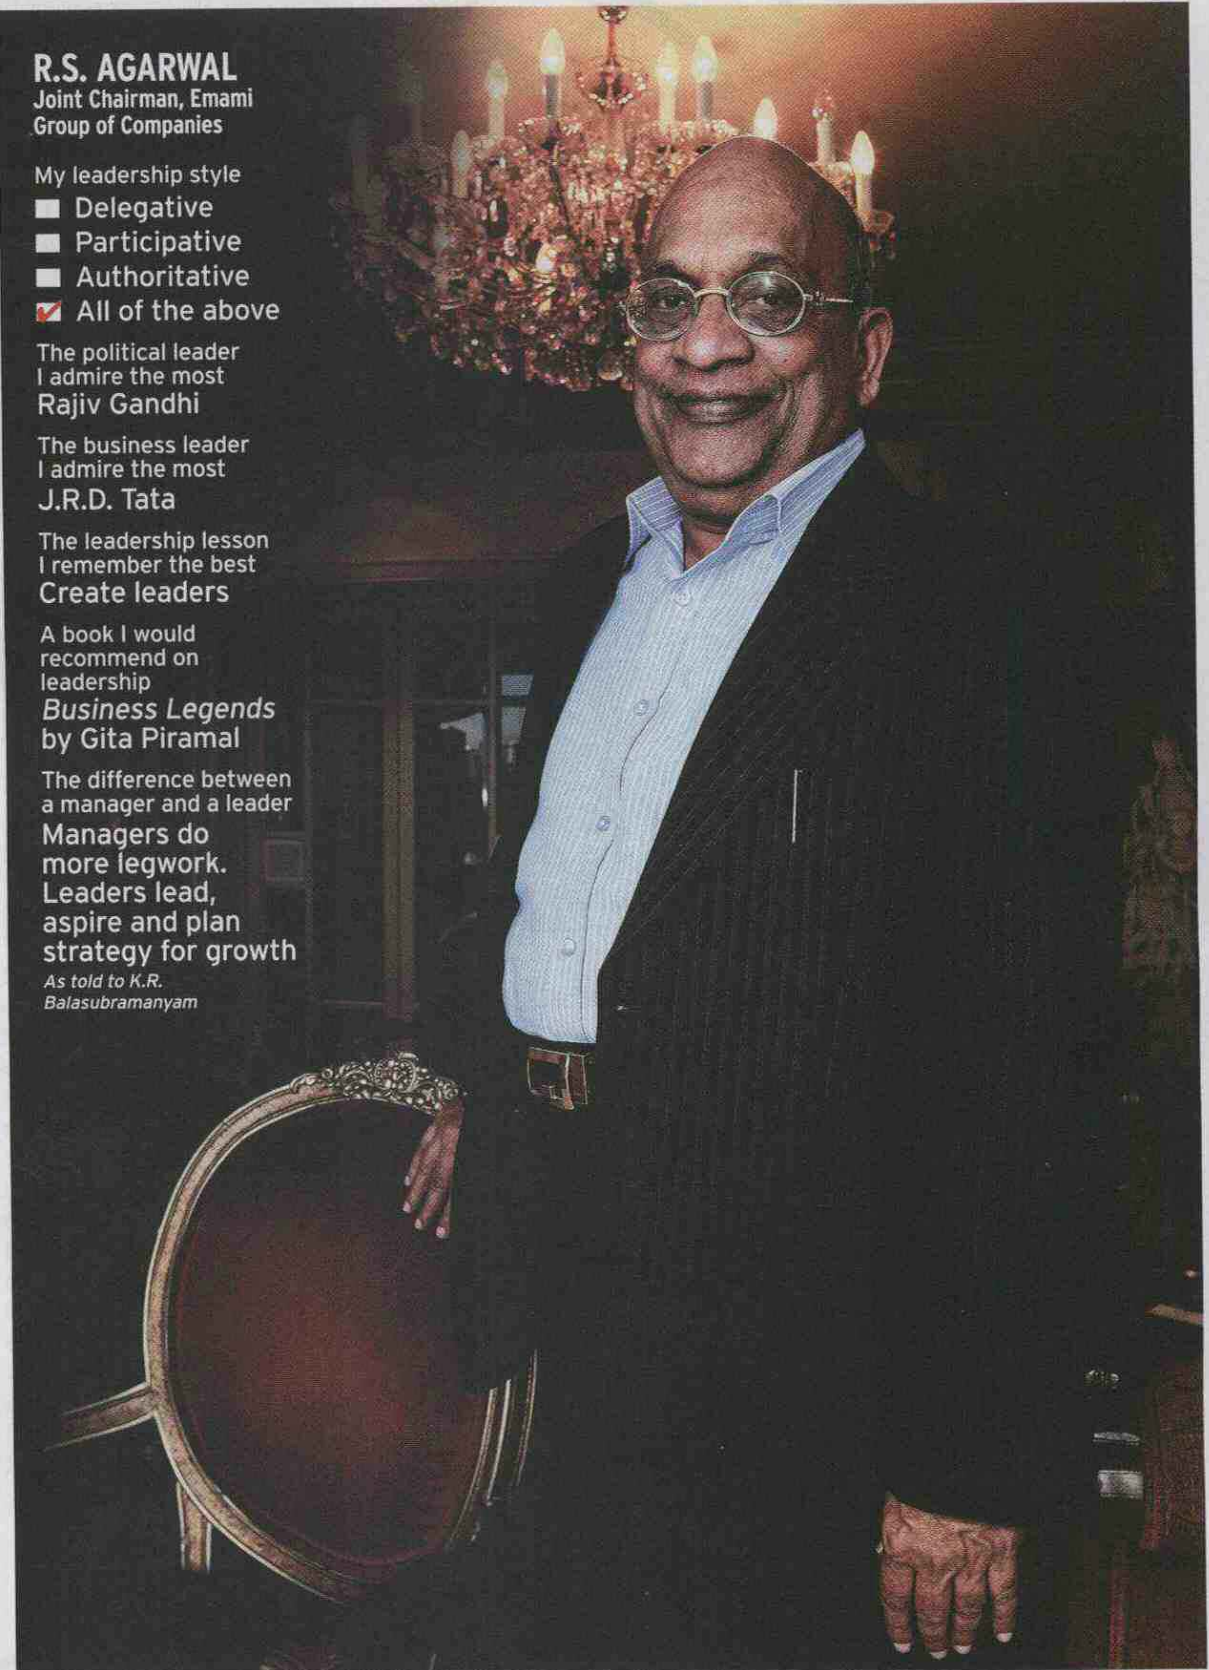 R.S. AGARWAL
Joint Chairman, Emami
Group of Companies
My leadership style
Delegative
Participative
Authoritative
All of the above
The political leader
I admire the most
Rajiv Gandhi
The business leader
I admire the most
J.R.D. Tata
The leadership lesson
I remember the best
Create leaders
A book I would
recommend on
leadership
Business Legends
by Gita Piramal
The difference between
a manager and a leader
Managers do
more legwork.
Leaders lead,
aspire and plan
strategy for growth
As told to K.R.
Balasubramanyam